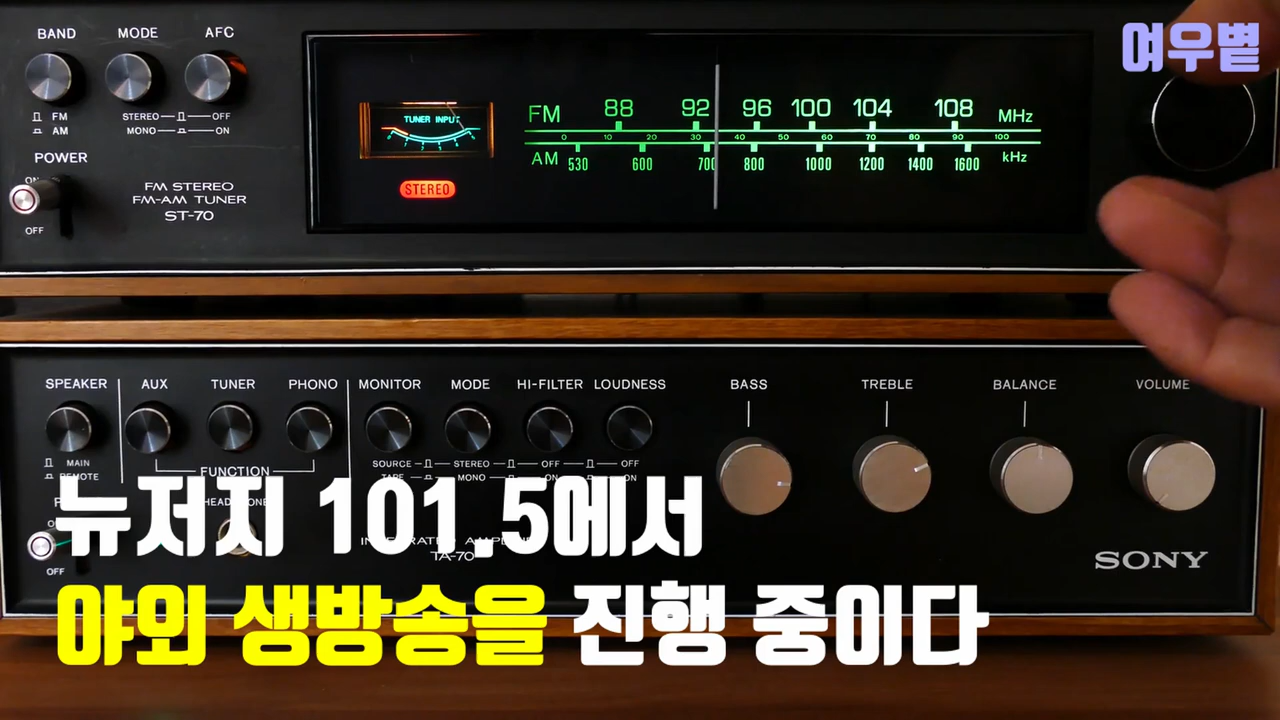 여우볕
BAND MODE AFC
FM STEREO OFF
AM MONO ON
POWER
ON
OFF
FM STEREO
FM-AM TUNER
ST-70
TUNER INPUT
STEREO
FM 88 92 96 100 104 108 MHz
0 10 20 30 40 50 60 70 80 90 100
AM 530 600 700 800 1000 1200 1400 1600 kHz
SPEAKER AUX TUNER PHONO MONITOR MODE HI-FILTER LOUDNESS BASS TREBLE BALANCE VOLUME
MAIN SOURCE STEREO OFF OFF
REMOTE FUNCTION TAPE MONO ON ON
OFF
TA-70
SONY
뉴저지 101.5에서
야외 생방송을 진행 중이다